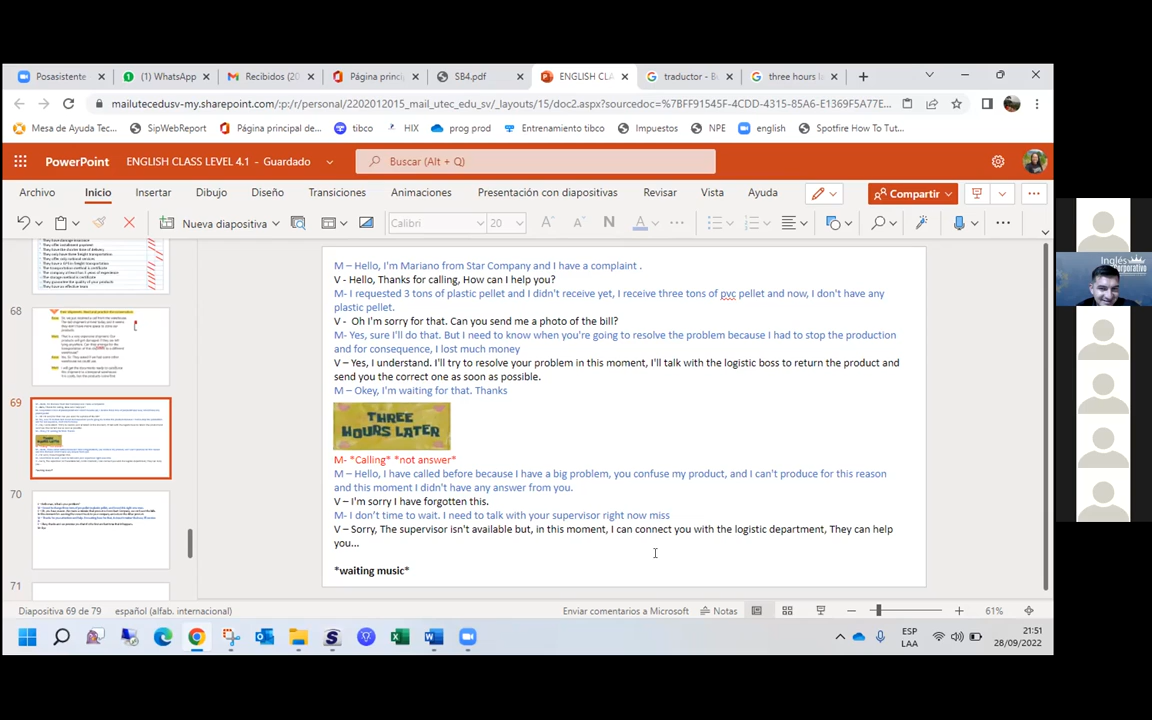 Posasistente
(1) WhatsApp
Recibidos (20
Página princip
SB4.pdf
ENGLISH CLA
traductor - Bu
three hours la
mailutecedusv-my.sharepoint.com/:p:/r/personal/2202012015_mail_utec_edu_sv/_layouts/15/doc2.aspx?sourcedoc=%7BFF91545F-4CDD-4315-85A6-E1369F5A77E...
Mesa de Ayuda Tec...
SipWebReport
Página principal de...
tibco
HIX
prog prod
Entrenamiento tibco
Impuestos
NPE
english
Spotfire How To Tut...
PowerPoint
ENGLISH CLASS LEVEL 4.1 - Guardado
Buscar (Alt + Q)
Archivo
Inicio
Insertar
Dibujo
Diseño
Transiciones
Animaciones
Presentación con diapositivas
Revisar
Vista
Ayuda
Compartir
Nueva diapositiva
Calibri
20
N
M – Hello, I'm Mariano from Star Company and I have a complaint .
V - Hello, Thanks for calling, How can I help you?
M- I requested 3 tons of plastic pellet and I didn't receive yet, I receive three tons of pvc pellet and now, I don't have any
plastic pellet.
V - Oh I'm sorry for that. Can you send me a photo of the bill?
M- Yes, sure I'll do that. But I need to know when you're going to resolve the problem because I had to stop the production
and for consequence, I lost much money
V – Yes, I understand. I'll try to resolve your problem in this moment, I'll talk with the logistic boss to return the product and
send you the correct one as soon as possible.
M – Okey, I'm waiting for that. Thanks
THREE
HOURS LATER
M- *Calling* *not answer*
M – Hello, I have called before because I have a big problem, you confuse my product, and I can't produce for this reason
and this moment I didn't have any answer from you.
V – I'm sorry I have forgotten this.
M- I don't time to wait. I need to talk with your supervisor right now miss
V – Sorry, The supervisor isn't available but, in this moment, I can connect you with the logistic department, They can help
you...
*waiting music*
68
69
70
71
Inglés
Corporativo
Diapositiva 69 de 79
español (alfab. internacional)
Enviar comentarios a Microsoft
Notas
61%
ESP
LAA
21:51
28/09/2022